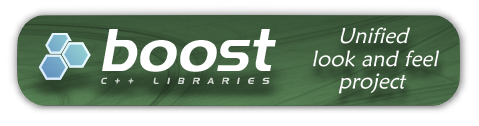 boost
C++ LIBRARIES
Unified
look and feel
project